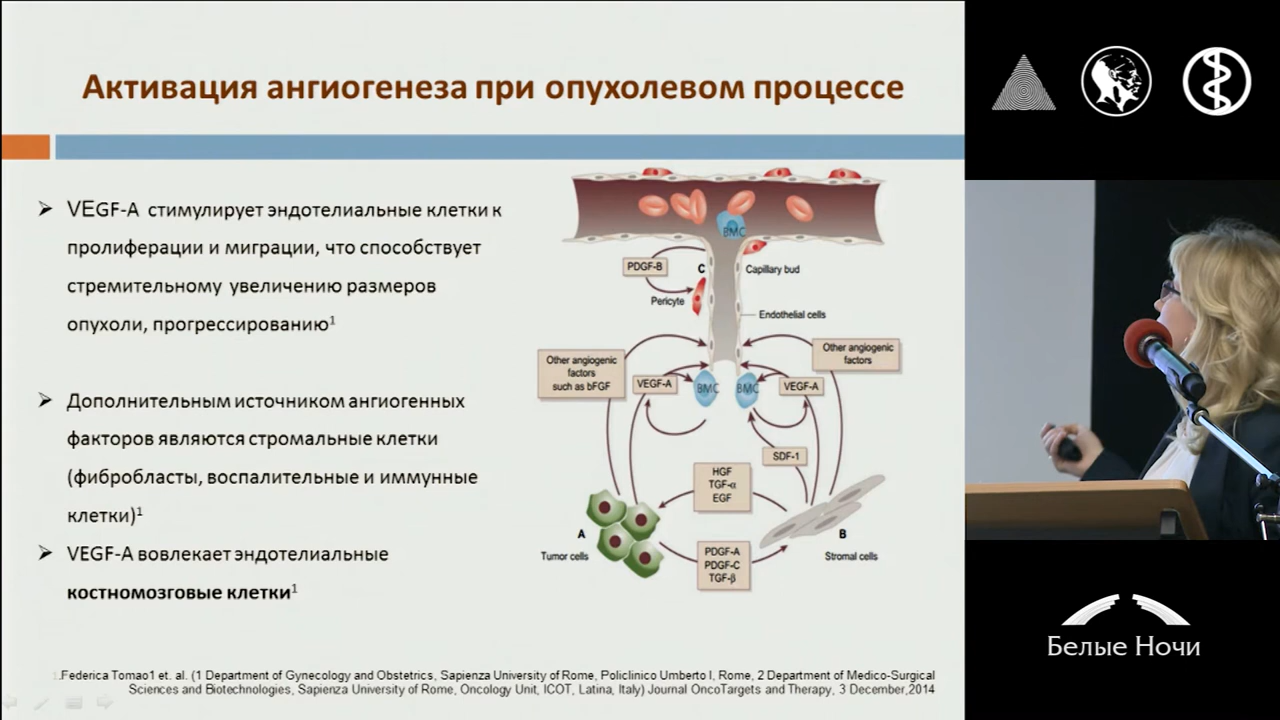 Активация ангиогенеза при опухолевом процессе
➢ VEGF-A стимулирует эндотелиальные клетки к
пролиферации и миграции, что способствует
стремительному увеличению размеров
опухоли, прогрессированию1
➢ Дополнительным источником ангиогенных
факторов являются стромальные клетки
(фибробласты, воспалительные и иммунные
клетки)1
➢ VEGF-A вовлекает эндотелиальные
костномозговые клетки1
BMC
PDGF-B
C
Capillary bud
Pericyte
Endothelial cells
Other angiogenic
factors
such as bFGF
Other angiogenic
factors
VEGF-A
BMC
BMC
VEGF-A
SDF-1
HGF
TGF-α
EGF
A
Tumor cells
B
Stromal cells
PDGF-A
PDGF-C
TGF-β
1.Federica Tomao1 et. al. (1 Department of Gynecology and Obstetrics, Sapienza University of Rome, Policlinico Umberto I, Rome, 2 Department of Medico-Surgical
Sciences and Biotechnologies, Sapienza University of Rome, Oncology Unit, ICOT, Latina, Italy) Journal OncoTargets and Therapy, 3 December,2014
Белые Ночи